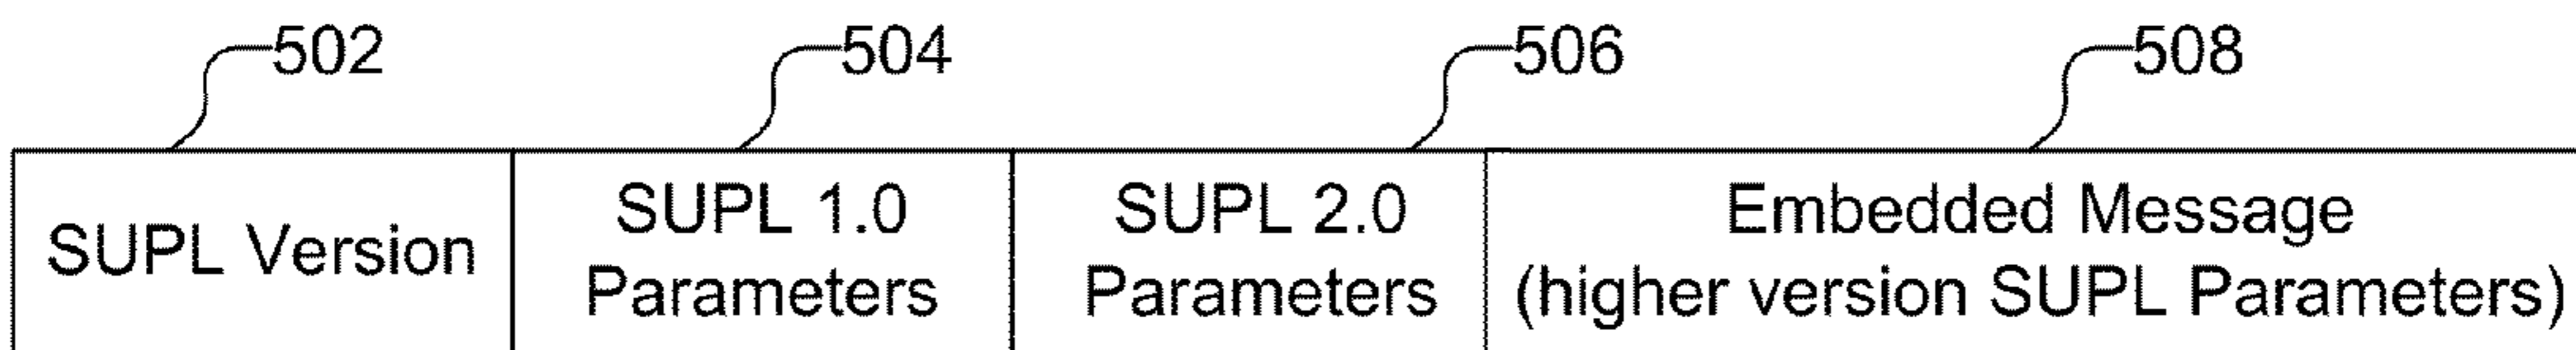 502 504 506 508
SUPL Version
SUPL 1.0
Parameters
SUPL 2.0
Parameters
Embedded Message
(higher version SUPL Parameters)